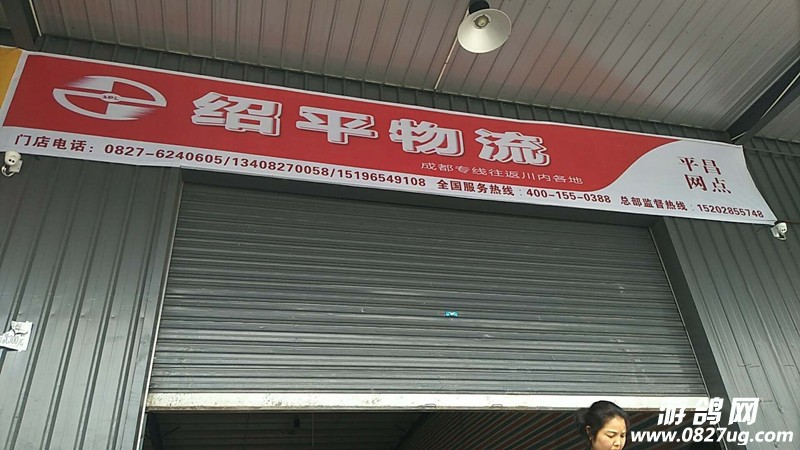 绍平物流
成都专线往返川内各地
平昌
网点
门店电话：0827-6240605/13408270058/15196549108 全国服务热线：400-155-0388 总部监督热线：15202855748
游鸽网
www.0827ug.com